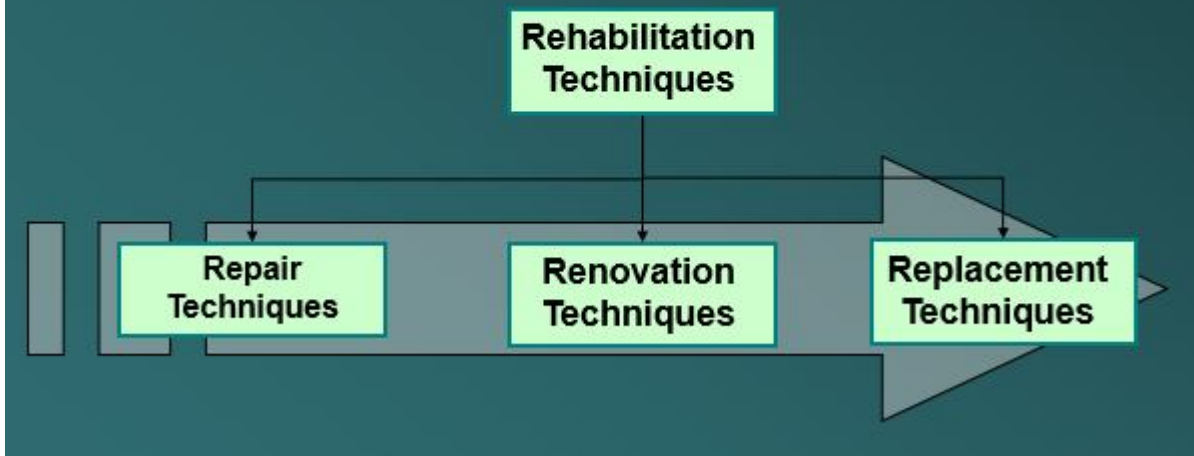 Rehabilitation
Techniques
Repair
Techniques
Renovation
Techniques
Replacement
Techniques